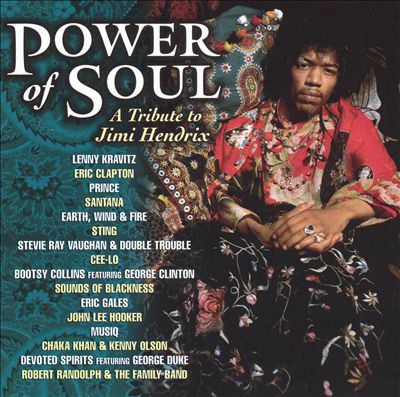 POWER
of SOUL
A Tribute to
Jimi Hendrix
LENNY KRAVITZ
ERIC CLAPTON
PRINCE
SANTANA
EARTH, WIND & FIRE
STING
STEVIE RAY VAUGHAN & DOUBLE TROUBLE
CEE-LO
BOOTSY COLLINS FEATURING GEORGE CLINTON
SOUNDS OF BLACKNESS
ERIC GALES
JOHN LEE HOOKER
MUSIQ
CHAKA KHAN & KENNY OLSON
DEVOTED SPIRITS FEATURING GEORGE DUKE
ROBERT RANDOLPH & THE FAMILY BAND